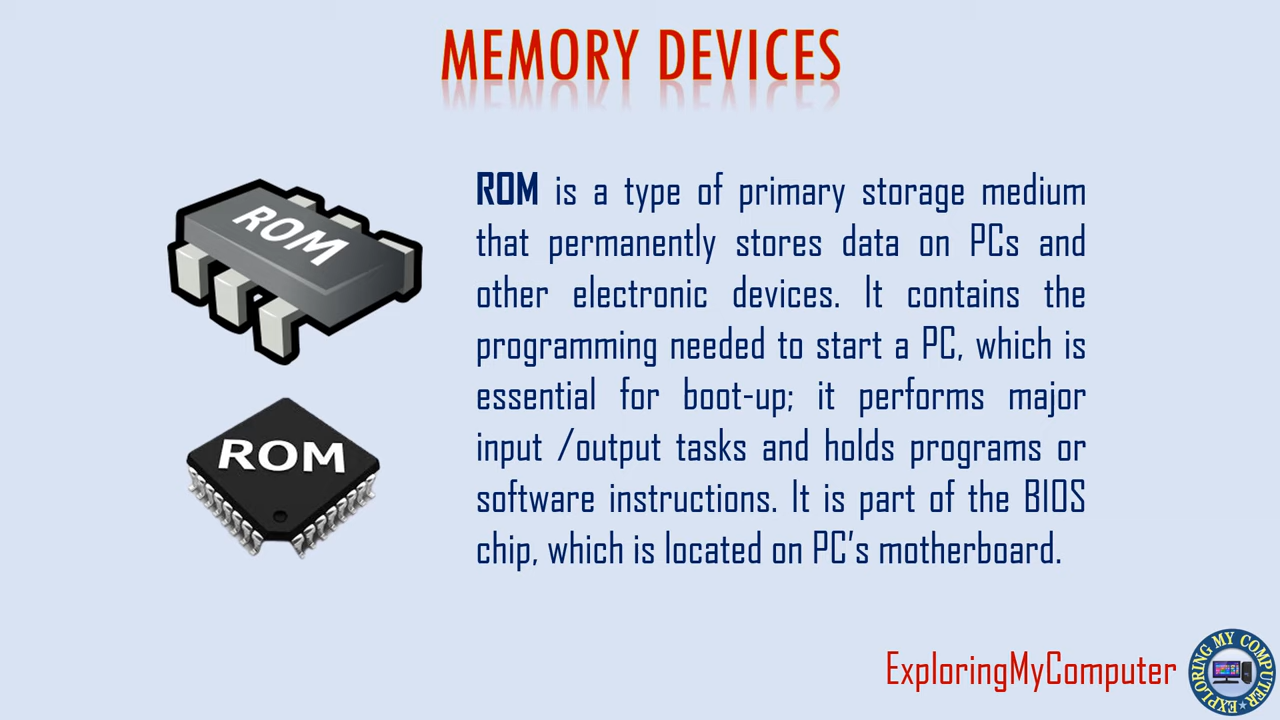 MEMORY DEVICES
ROM
ROM is a type of primary storage medium
that permanently stores data on PCs and
other electronic devices. It contains the
programming needed to start a PC, which is
essential for boot-up; it performs major
input /output tasks and holds programs or
software instructions. It is part of the BIOS
chip, which is located on PC's motherboard.
ROM
ExploringMyComputer
EXPLORING MY COMPUTER